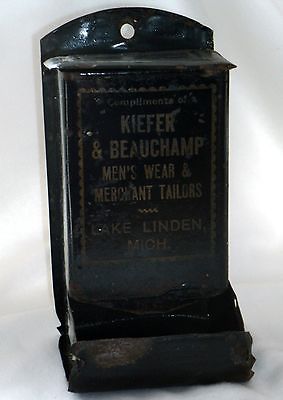 Compliments of
KIEFER
& BEAUCHAMP
MEN'S WEAR &
MERCHANT TAILORS
LAKE LINDEN,
MICH.